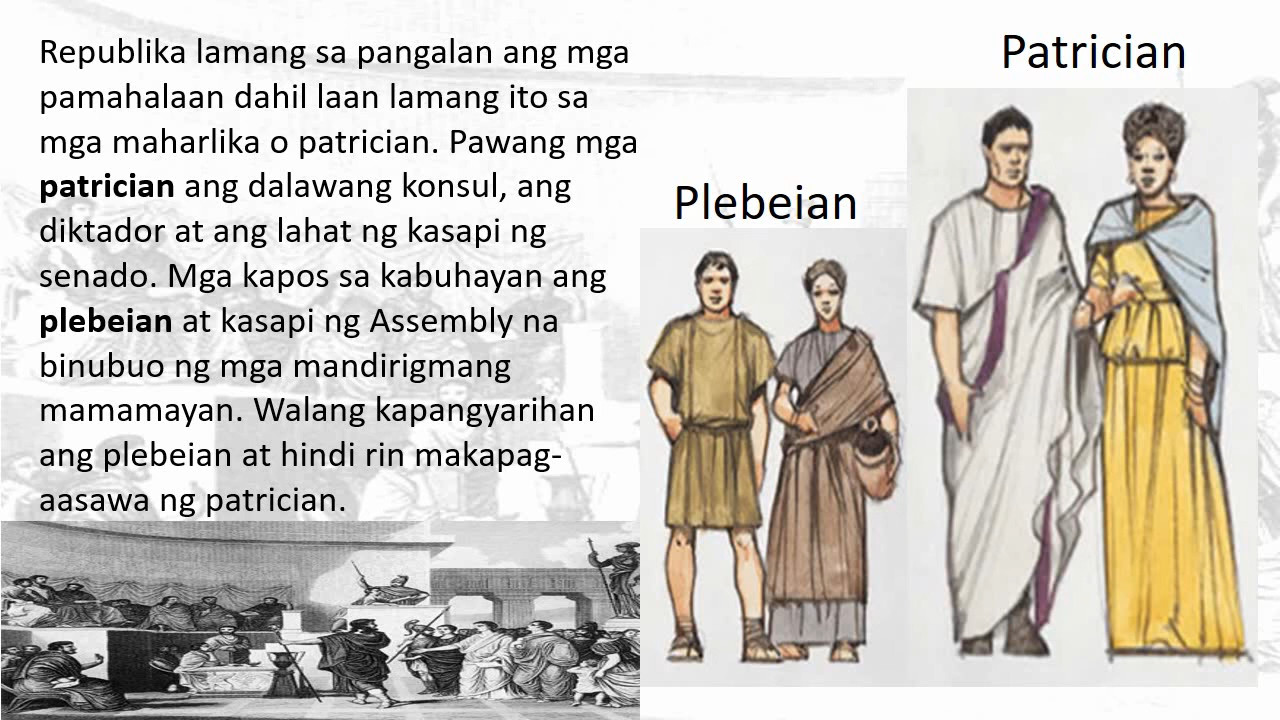 Republika lamang sa pangalan ang mga
pamahalaan dahil laan lamang ito sa
mga maharlika o patrician. Pawang mga
patrician ang dalawang konsul, ang
diktador at ang lahat ng kasapi ng
senado. Mga kapos sa kabuhayan ang
plebeian at kasapi ng Assembly na
binubuo ng mga mandirigmang
mamamayan. Walang kapangyarihan
ang plebeian at hindi rin makapag-
aasawa ng patrician.
Plebeian
Patrician